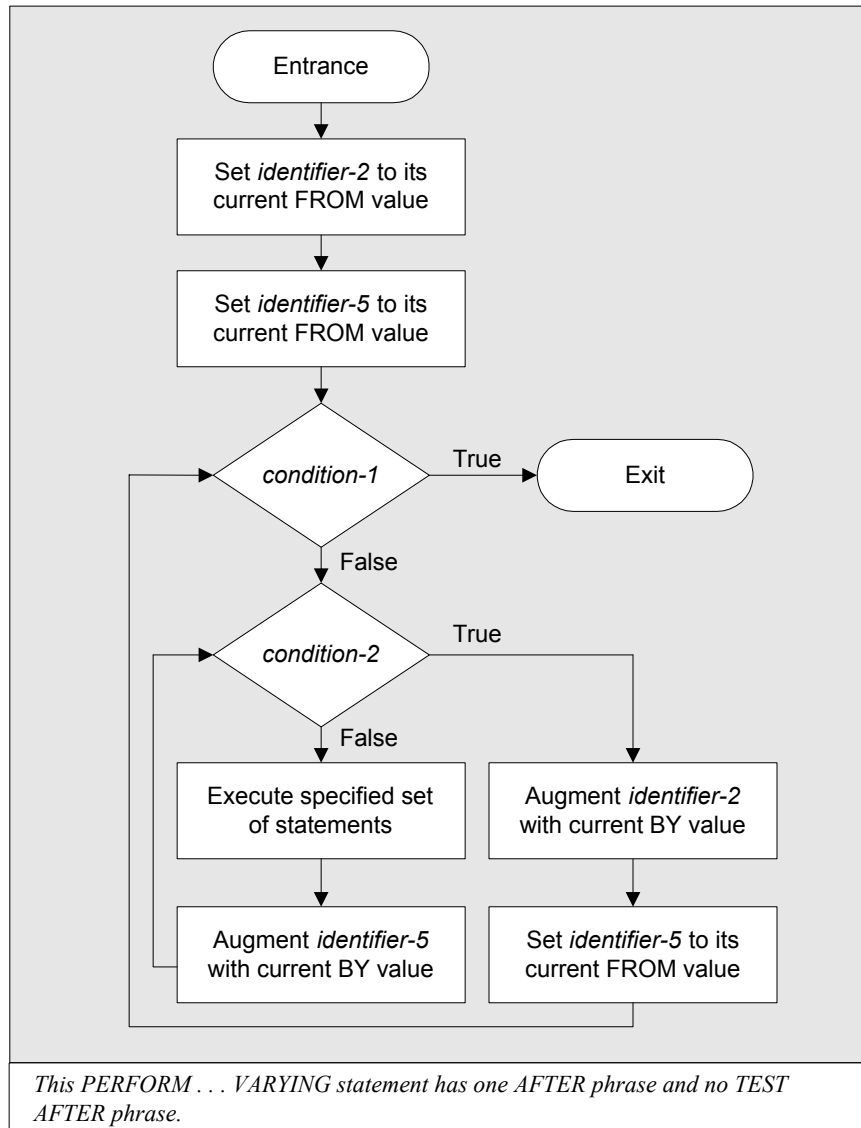 Entrance
Set identifier-2 to its
current FROM value
Set identifier-5 to its
current FROM value
condition-1
True
Exit
False
condition-2
True
False
Execute specified set
of statements
Augment identifier-2
with current BY value
Augment identifier-5
with current BY value
Set identifier-5 to its
current FROM value
This PERFORM . . . VARYING statement has one AFTER phrase and no TEST
AFTER phrase.